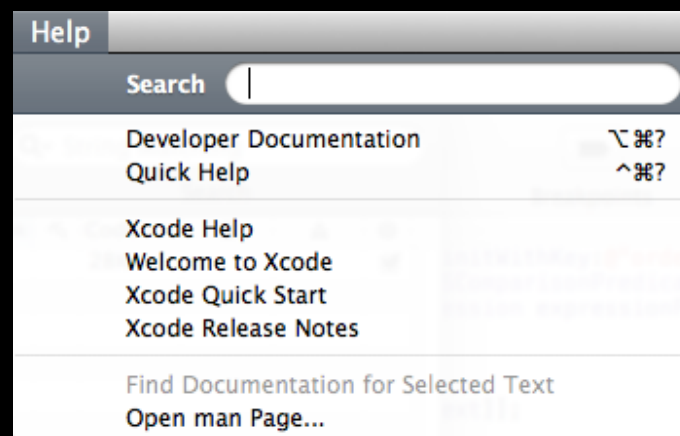 Help
Search
Developer Documentation ⌥⌘?
Quick Help ^⌘?
Xcode Help
Welcome to Xcode
Xcode Quick Start
Xcode Release Notes
Find Documentation for Selected Text
Open man Page...